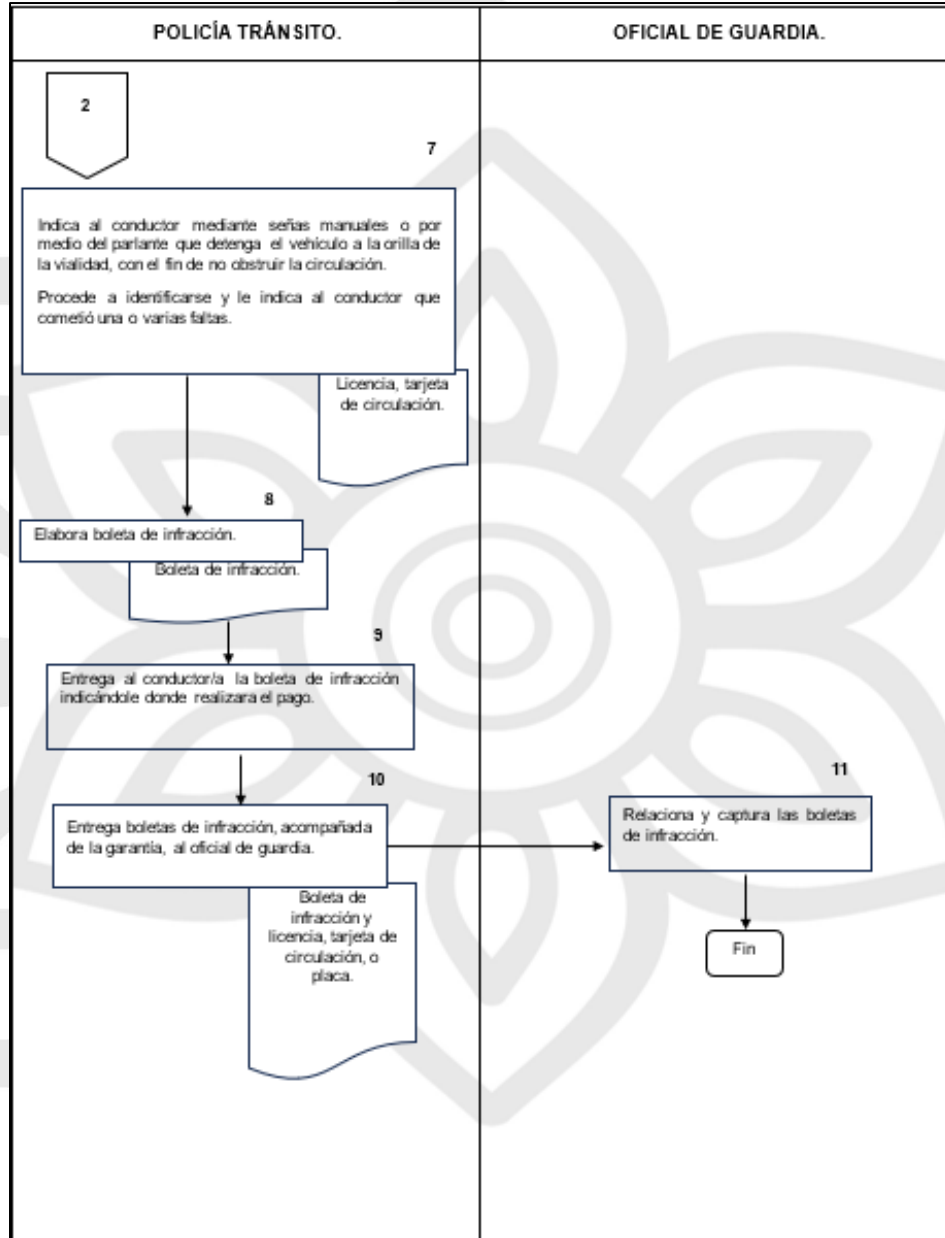 POLICÍA TRÁNSITO.
OFICIAL DE GUARDIA.
2
7
Indica al conductor mediante señas manuales o por
medio del parlante que detenga el vehículo a la orilla de
la vialidad, con el fin de no obstruir la circulación.
Procede a identificarse y le indica al conductor que
cometió una o varias faltas.
Licencia, tarjeta
de circulación.
8
Elabora boleta de infracción.
Boleta de infracción.
9
Entrega al conductor/a la boleta de infracción
indicándole donde realizara el pago.
10
Entrega boletas de infracción, acompañada
de la garantía, al oficial de guardia.
Boleta de
infracción y
licencia, tarjeta de
circulación, o
placa.
11
Relaciona y captura las boletas
de infracción.
Fin